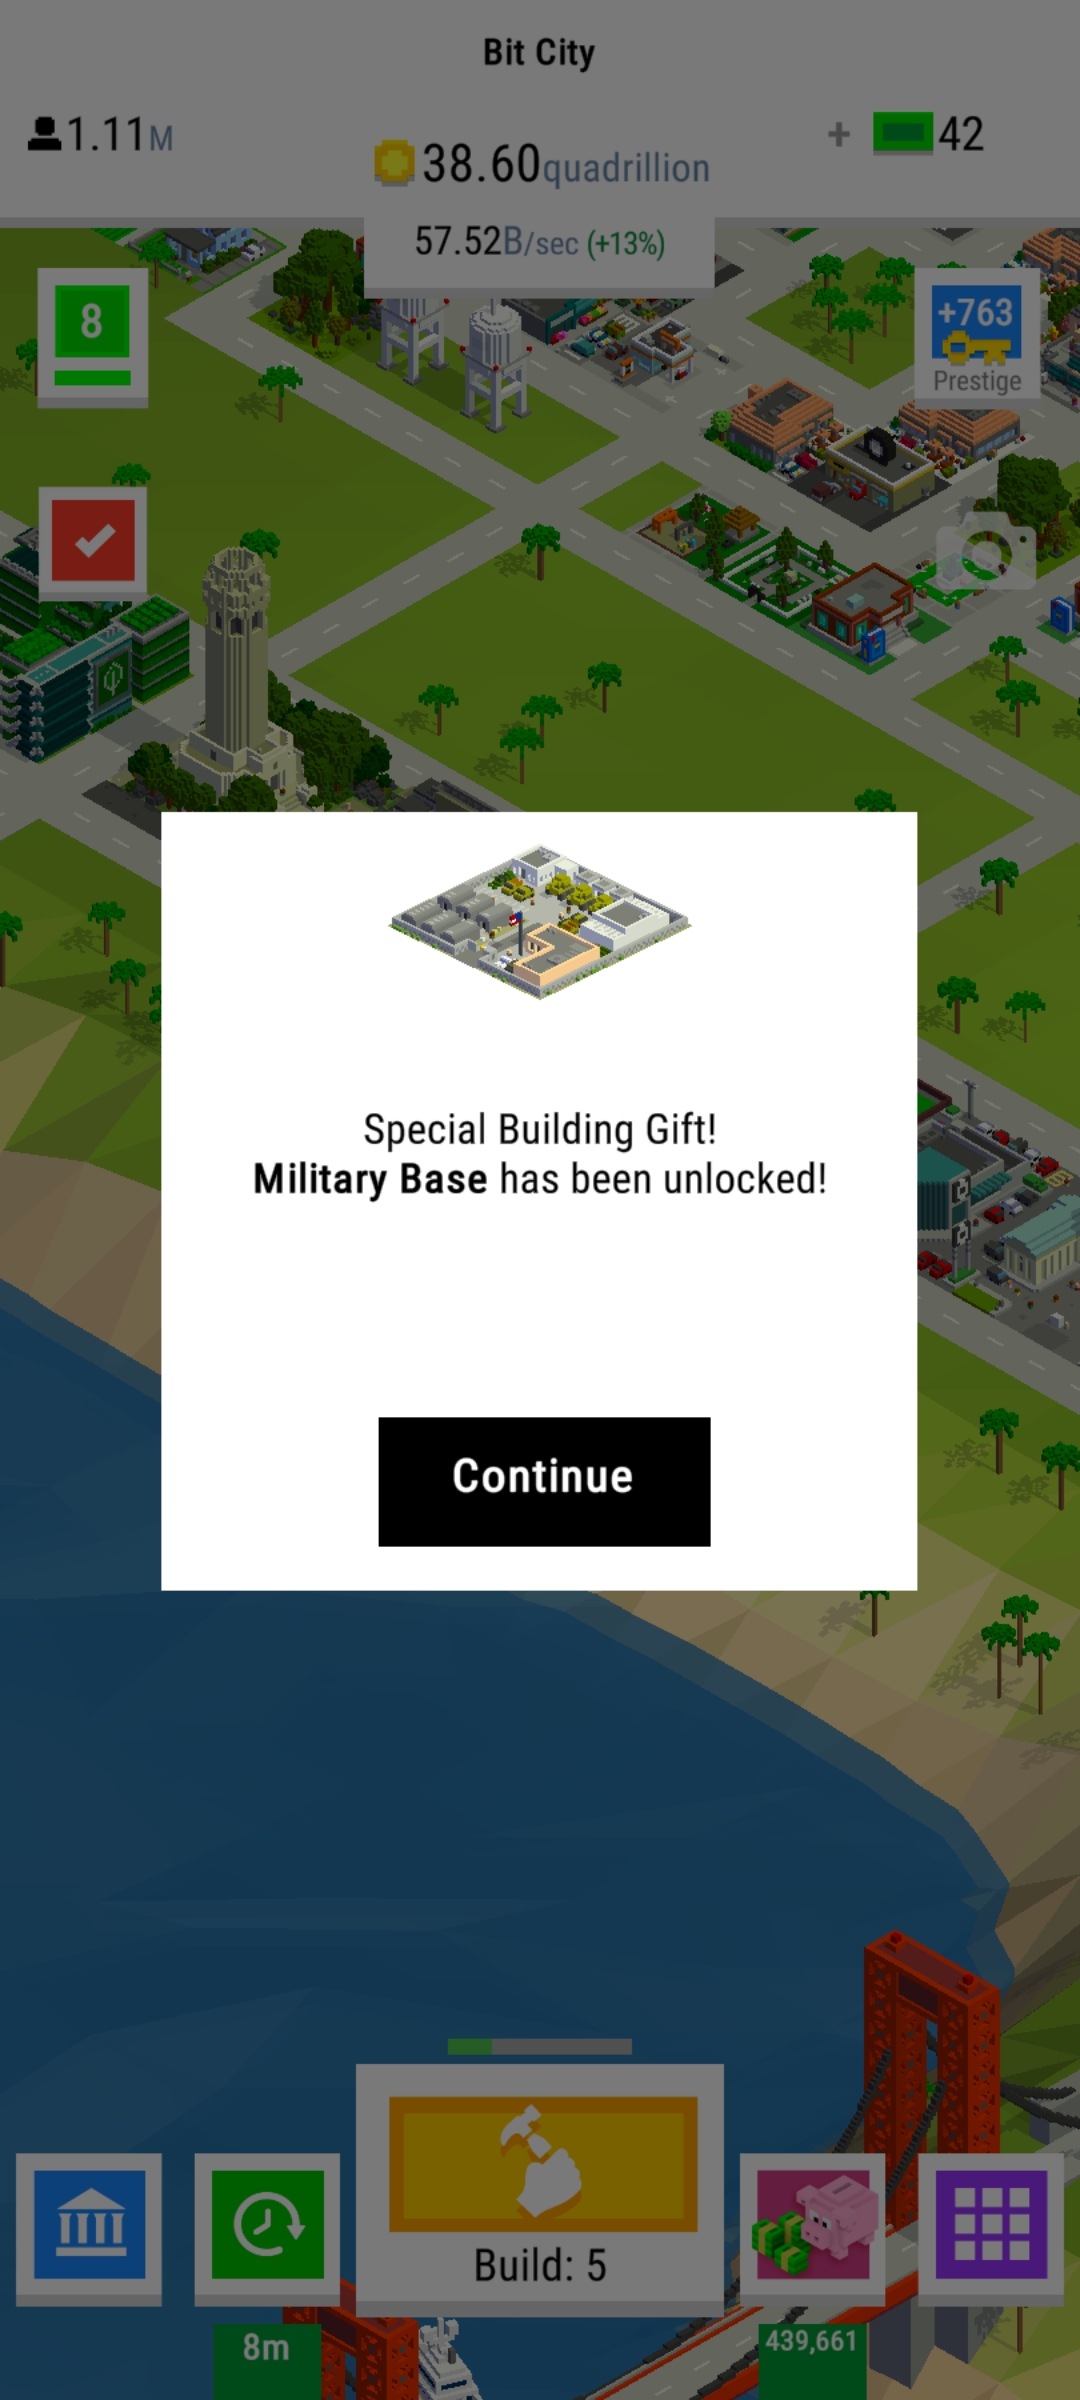 Bit City
1.11M
38.60quadrillion
+ 42
57.52B/sec (+13%)
8
+763
Prestige
Special Building Gift!
Military Base has been unlocked!
Continue
Build: 5
8m
439,661